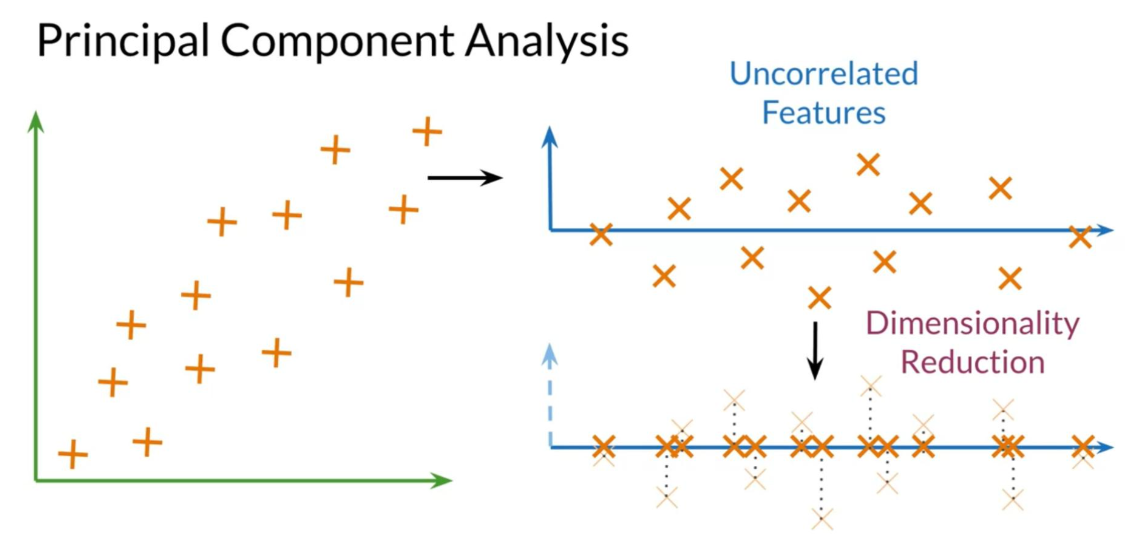 Principal Component Analysis
Uncorrelated
Features
Dimensionality
Reduction